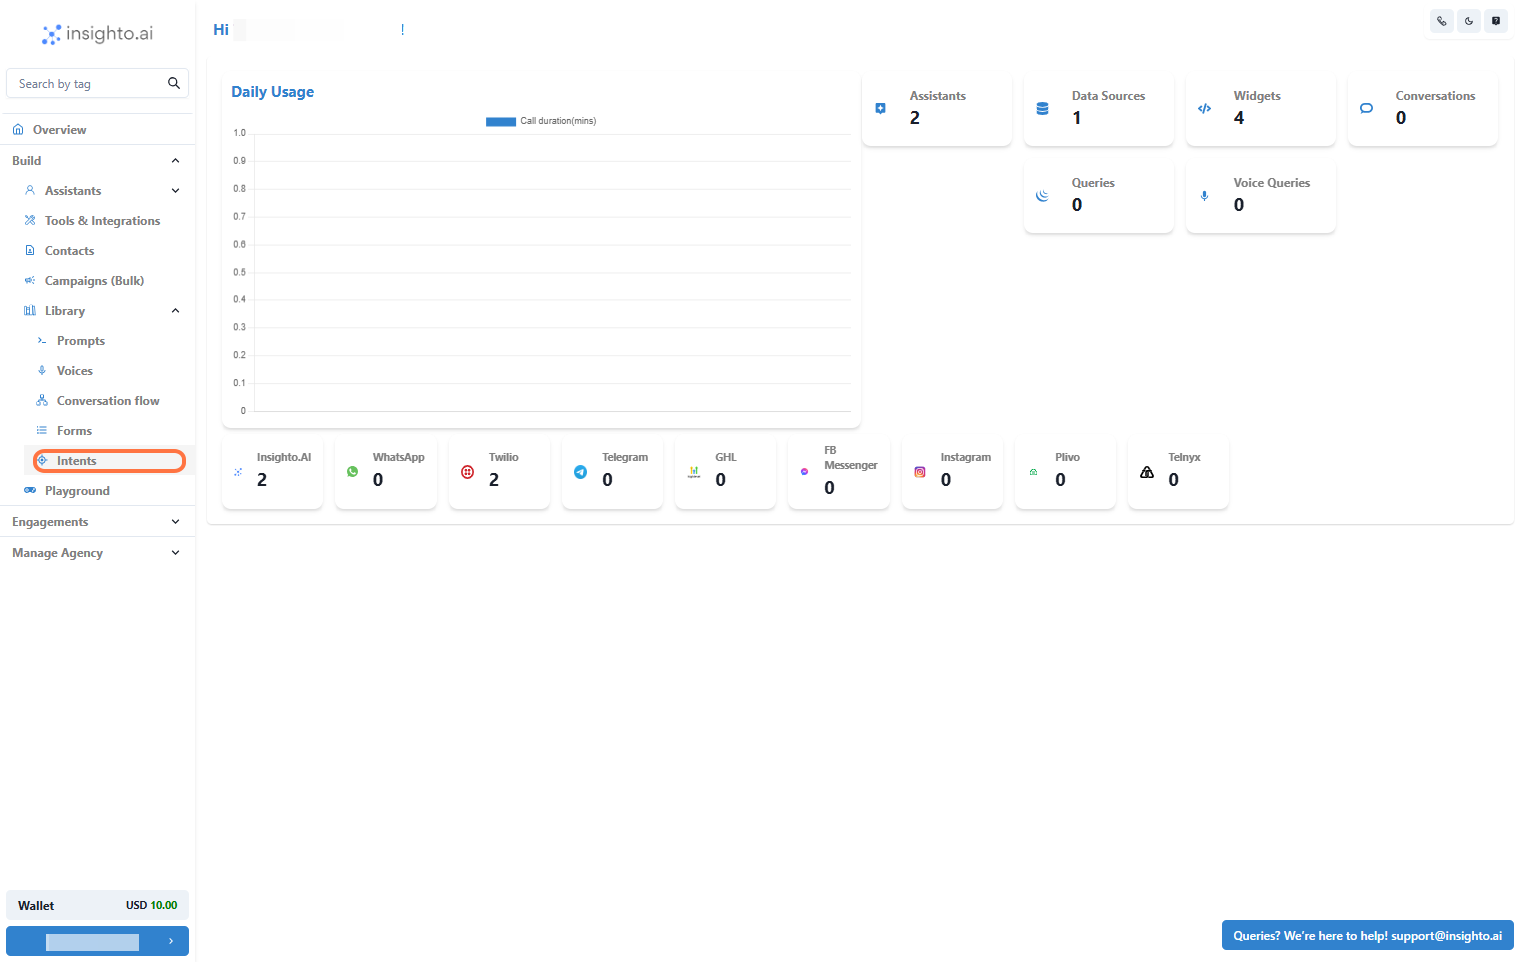 insighto.ai
Search by tag
Overview
Build
Assistants
Tools & Integrations
Contacts
Campaigns (Bulk)
Library
Prompts
Voices
Conversation flow
Forms
Intents
Playground
Engagements
Manage Agency
Wallet USD 10.00
Hi !
Daily Usage
Call duration(mins)
1.0
0.9
0.8
0.7
0.6
0.5
0.4
0.3
0.2
0.1
0
Assistants
2
Data Sources
1
Widgets
4
Conversations
0
Queries
0
Voice Queries
0
Insighto.AI
2
WhatsApp
0
Twilio
2
Telegram
0
GHL
0
FB
Messenger
0
Instagram
0
Plivo
0
Telnyx
0
Queries? We're here to help! support@insighto.ai